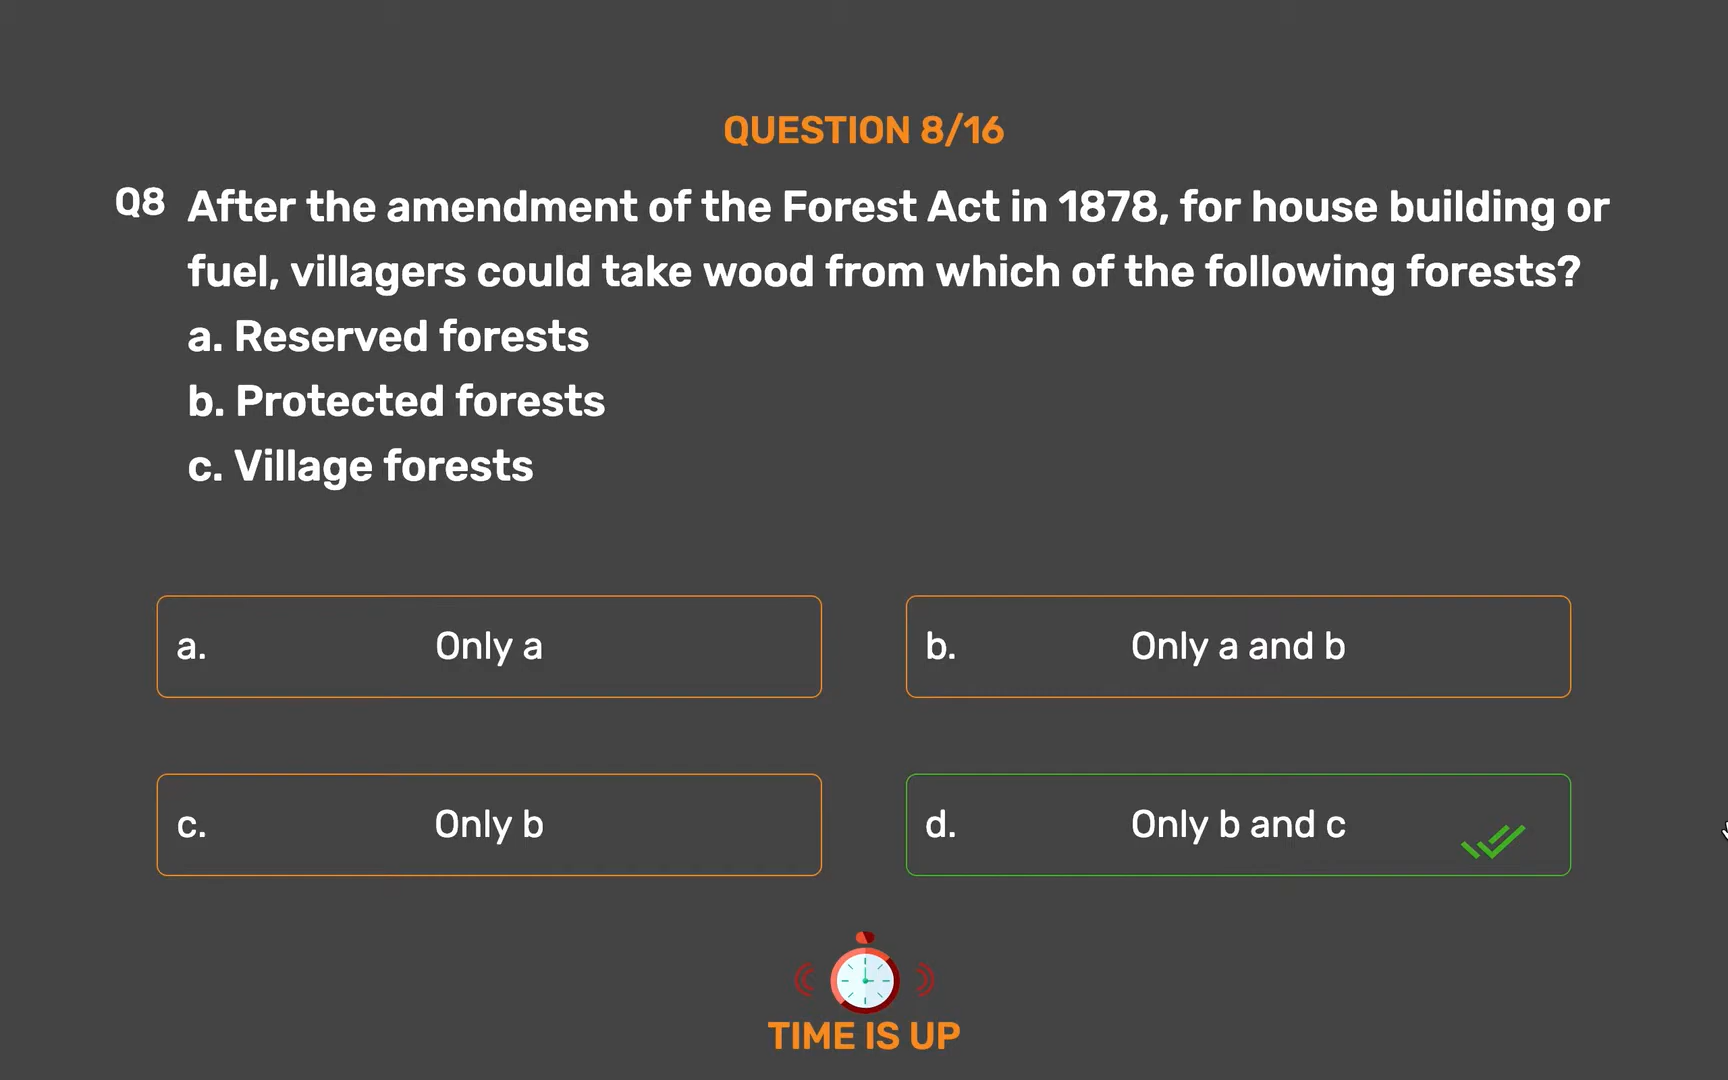 QUESTION 8/16
Q8 After the amendment of the Forest Act in 1878, for house building or
fuel, villagers could take wood from which of the following forests?
a. Reserved forests
b. Protected forests
c. Village forests
a. Only a
b. Only a and b
c. Only b
d. Only b and c
TIME IS UP